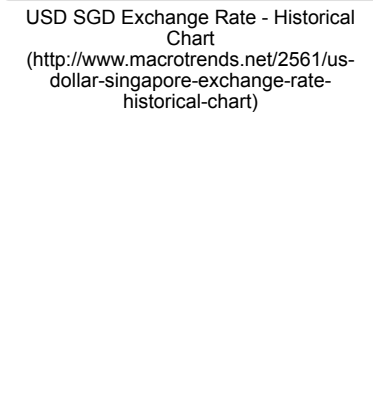 USD SGD Exchange Rate - Historical
Chart
(http://www.macrotrends.net/2561/us-
dollar-singapore-exchange-rate-
historical-chart)